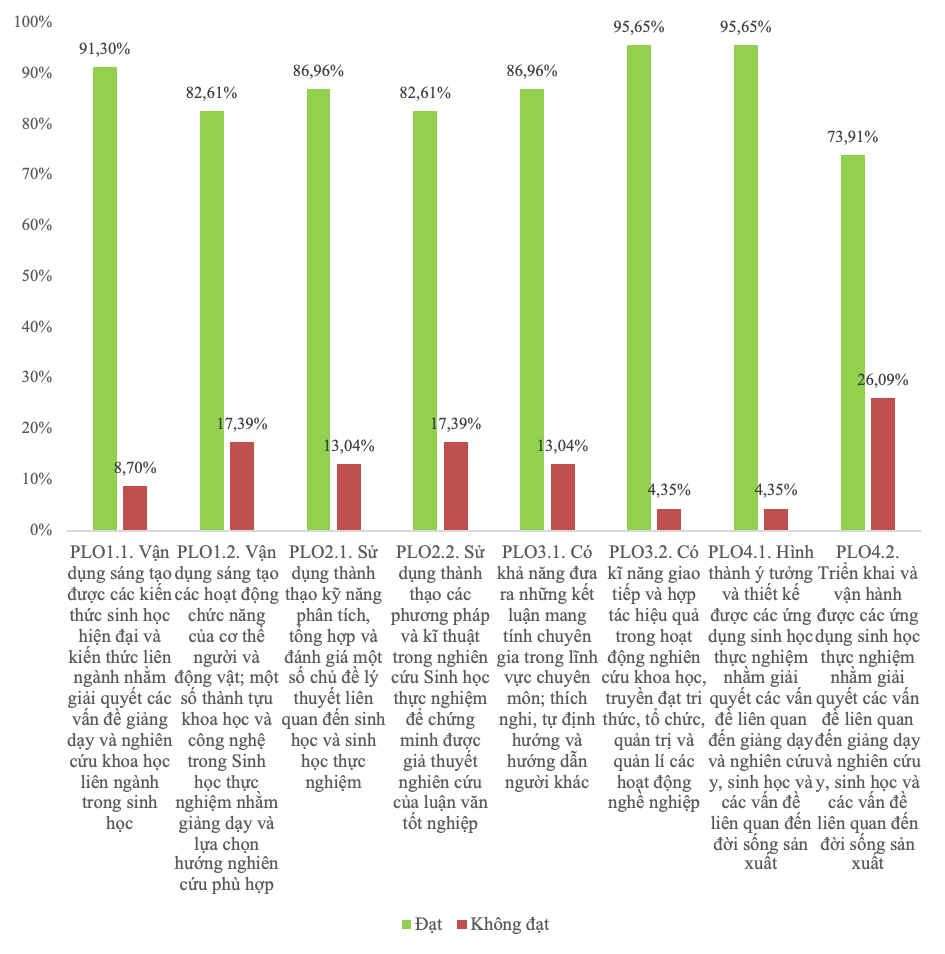 100%
90%
80%
70%
60%
50%
40%
30%
20%
10%
0%
91,30%
8,70%
82,61%
17,39%
86,96%
13,04%
82,61%
17,39%
86,96%
13,04%
95,65%
4,35%
95,65%
4,35%
73,91%
26,09%
PLO1.1. Vận
dụng sáng tạo
được các kiến
thức sinh học
hiện đại và
kiến thức liên
ngành nhằm
giải quyết các
vấn đề giảng
dạy và nghiên
cứu khoa học
liên ngành
trong sinh
học
PLO1.2. Vận
dụng sáng tạo
các hoạt động
chức năng
của cơ thể
người và
động vật; một
số thành tựu
khoa học và
công nghệ
trong Sinh
học thực
nghiệm nhằm
giảng dạy và
lựa chọn
hướng nghiên
cứu phù hợp
PLO2.1. Sử
dụng thành
thạo kỹ năng
phân tích,
tổng hợp và
đánh giá một
số chủ đề lý
thuyết liên
quan đến sinh
học và sinh
học thực
nghiệm
PLO2.2. Sử
dụng thành
thạo các
phương pháp
và kĩ thuật
trong nghiên
cứu Sinh học
thực nghiệm
để chứng
minh được
giả thuyết
nghiên cứu
của luận văn
tốt nghiệp
PLO3.1. Có
khả năng đưa
ra những kết
luận mang
tính chuyên
gia trong lĩnh
vực chuyên
môn; thích
nghi, tự định
hướng và
hướng dẫn
người khác
PLO3.2. Có
kĩ năng giao
tiếp và hợp
tác hiệu quả
trong hoạt
động nghiên
cứu khoa học,
truyền đạt tri
thức, tổ chức,
quản trị và
quản lí các
hoạt động
nghề nghiệp
PLO4.1. Hình
thành ý tưởng
và thiết kế
được các ứng
dụng sinh học
thực nghiệm
nhằm giải
quyết các vấn
đề liên quan
đến giảng dạy
và nghiên cứu
y, sinh học và
các vấn đề
liên quan đến
đời sống sản
xuất
PLO4.2.
Triển khai và
vận hành
được các ứng
dụng sinh học
thực nghiệm
nhằm giải
quyết các vấn
đề liên quan
đến giảng dạy
và nghiên cứu
y, sinh học và
các vấn đề
liên quan đến
đời sống sản
xuất
Đạt
Không đạt